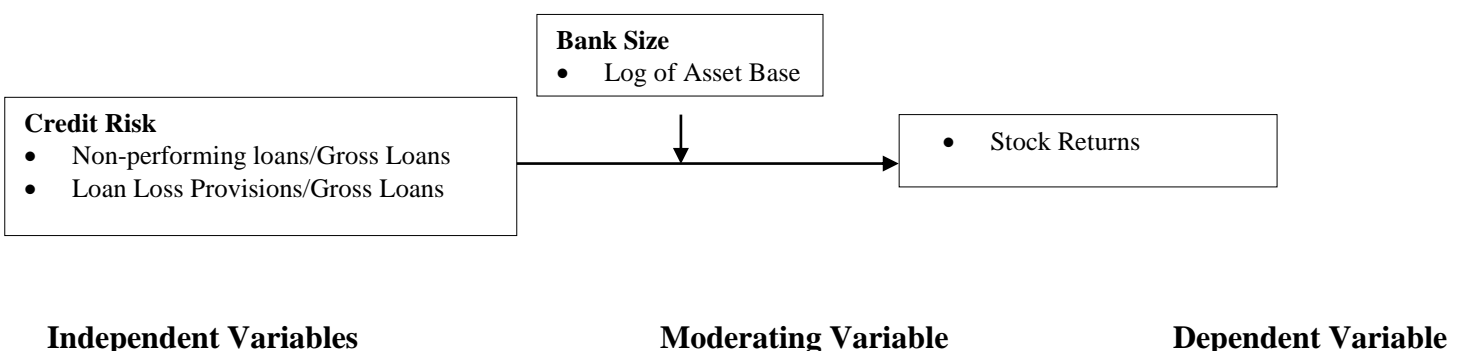 Bank Size
• Log of Asset Base
Credit Risk
• Non-performing loans/Gross Loans
• Loan Loss Provisions/Gross Loans
• Stock Returns
Independent Variables
Moderating Variable
Dependent Variable